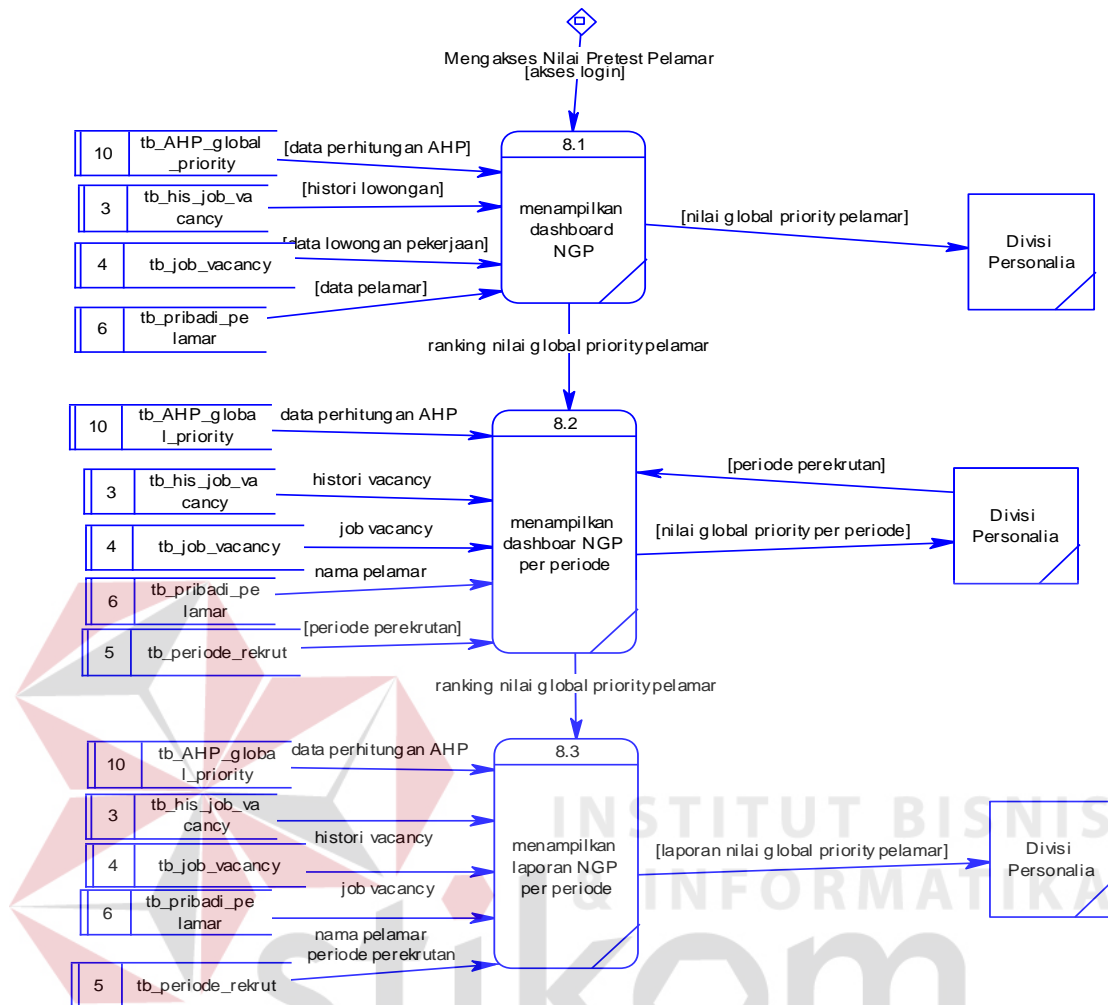 Mengakses Nilai Pretest Pelamar
[akses login]
10
tb_AHP_global
_priority
[data perhitungan AHP]
3
tb_his_job_va
cancy
[histori lowongan]
4
tb_job_vacancy
[data lowongan pekerjaan]
6
tb_pribadi_pe
lamar
[data pelamar]
8.1
menampilkan
dashboard
NGP
[nilai global priority pelamar]
Divisi
Personalia
ranking nilai global priority pelamar
10
tb_AHP_globa
l_priority
data perhitungan AHP
3
tb_his_job_va
cancy
histori vacancy
4
tb_job_vacancy
job vacancy
6
tb_pribadi_pe
lamar
nama pelamar
5
tb_periode_rekrut
[periode perekrutan]
8.2
menampilkan
dashboar NGP
per periode
[periode perekrutan]
[nilai global priority per periode]
Divisi
Personalia
ranking nilai global priority pelamar
10
tb_AHP_globa
l_priority
data perhitungan AHP
3
tb_his_job_va
cancy
histori vacancy
4
tb_job_vacancy
job vacancy
6
tb_pribadi_pe
lamar
nama pelamar
5
tb_periode_rekrut
periode perekrutan
8.3
menampilkan
laporan NGP
per periode
[laporan nilai global priority pelamar]
Divisi
Personalia
INSTITUT BISNIS
& INFORMATIKA
stikom